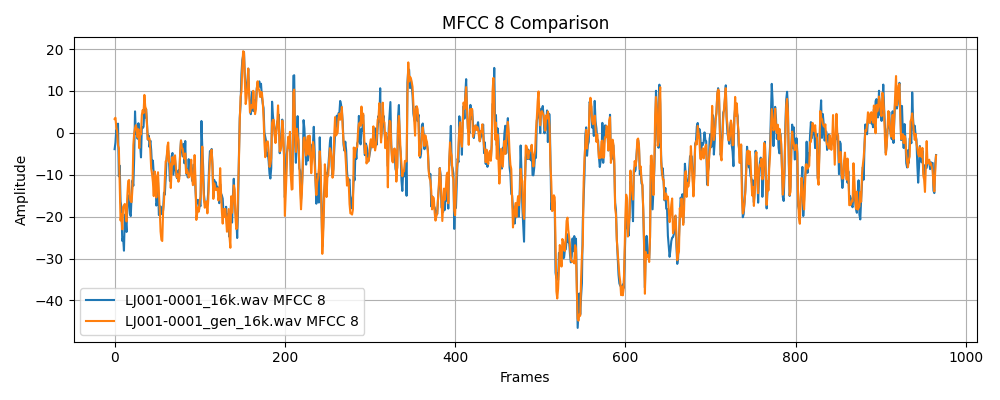 MFCC 8 Comparison
Amplitude
20
10
0
−10
−20
−30
−40
LJ001-0001_16k.wav MFCC 8
LJ001-0001_gen_16k.wav MFCC 8
0 200 400 600 800 1000
Frames